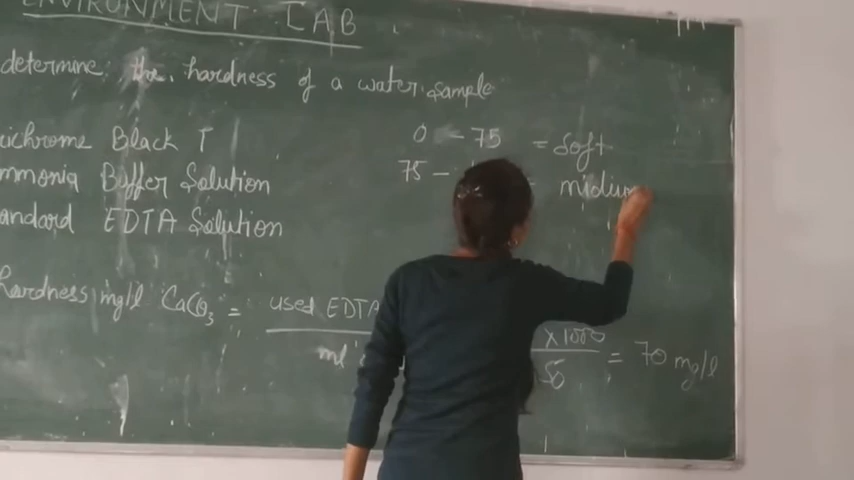 ENVIRONMENT LAB
determine the hardness of a water sample
ichrome Black T
mmonia Buffer Solution
andard EDTA Solution
0 - 75 = Soft
75 - = midium
hardness mg/l CaCO3 = used EDTA x 1000
ml 50 = 70 mg/l